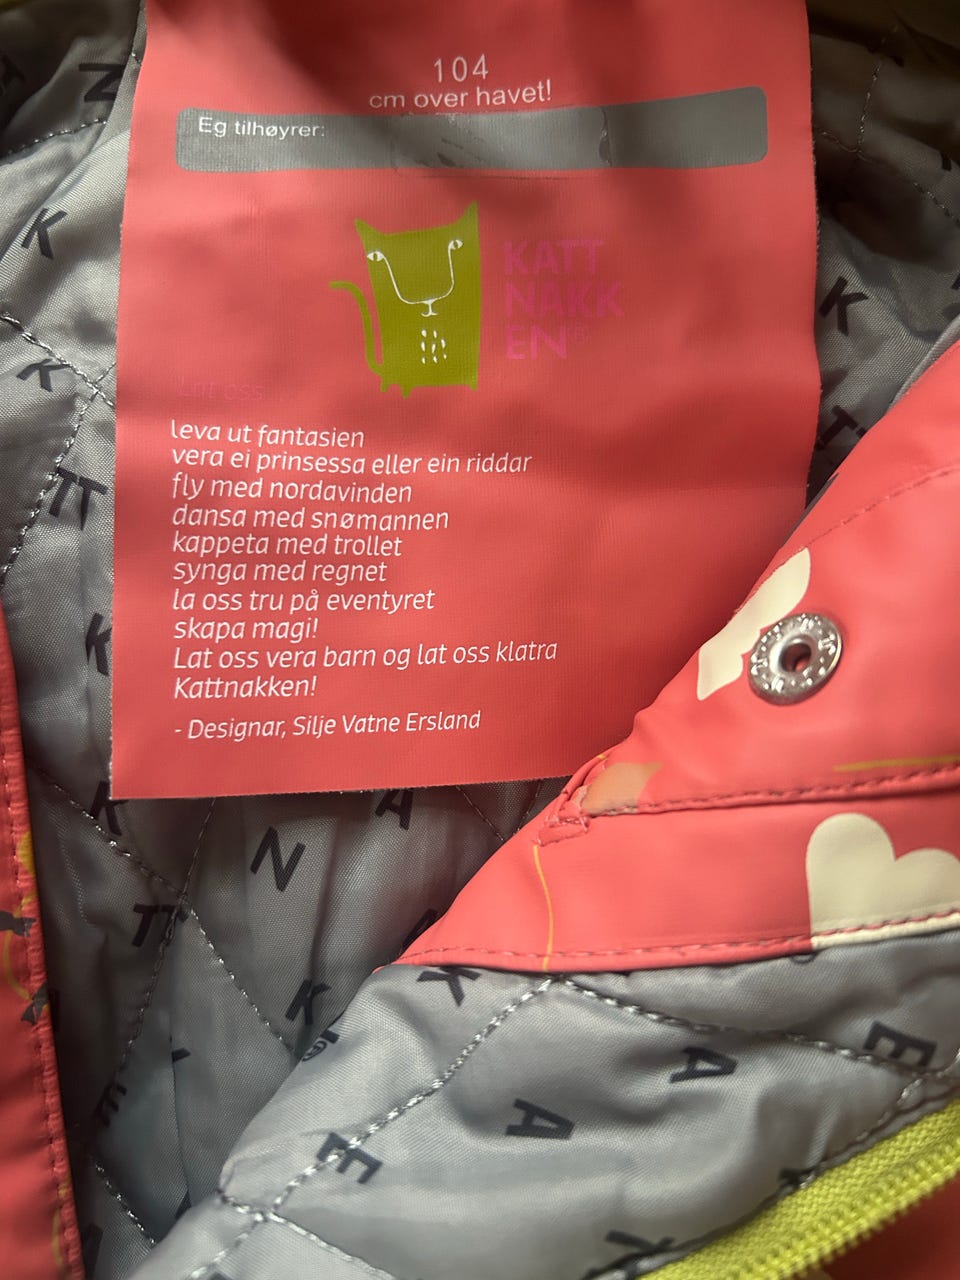 104
cm over havet!
Eg tilhøyrer:
KATT
NAKK
EN
Lat oss
leva ut fantasien
vera ei prinsessa eller ein riddar
fly med nordavinden
dansa med snømannen
kappeta med trollet
synga med regnet
la oss tru på eventyret
skapa magi!
Lat oss vera barn og lat oss klatra
Kattnakken!
- Designar, Silje Vatne Ersland